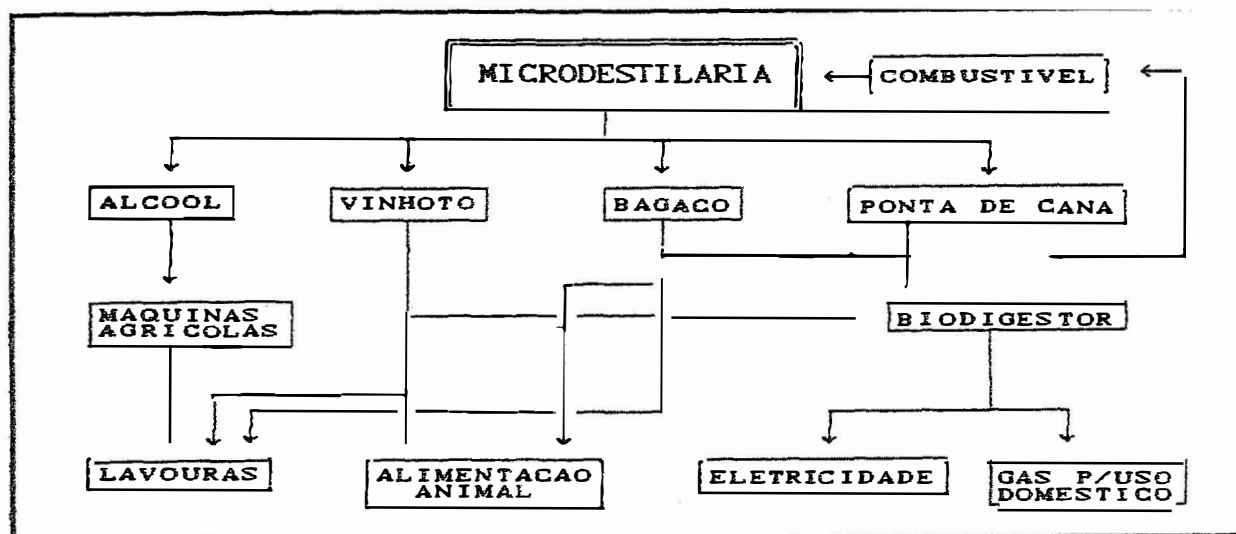 MICRODESTILARIA
COMBUSTIVEL
ALCOOL
VINHOTO
BAGACO
PONTA DE CANA
MAQUINAS
AGRICOLAS
BIODIGESTOR
LAVOURAS
ALIMENTACAO
ANIMAL
ELETRICIDADE
GAS P/USO
DOMESTICO